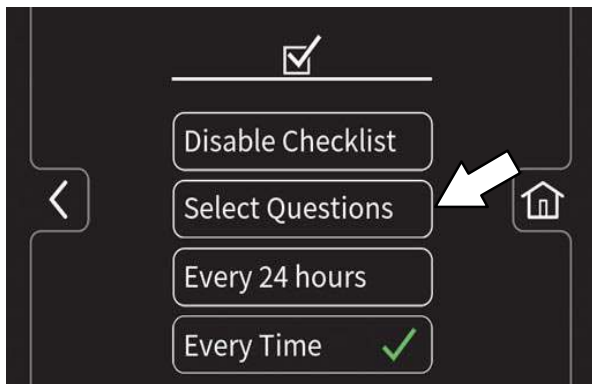 Disable Checklist
Select Questions
Every 24 hours
Every Time